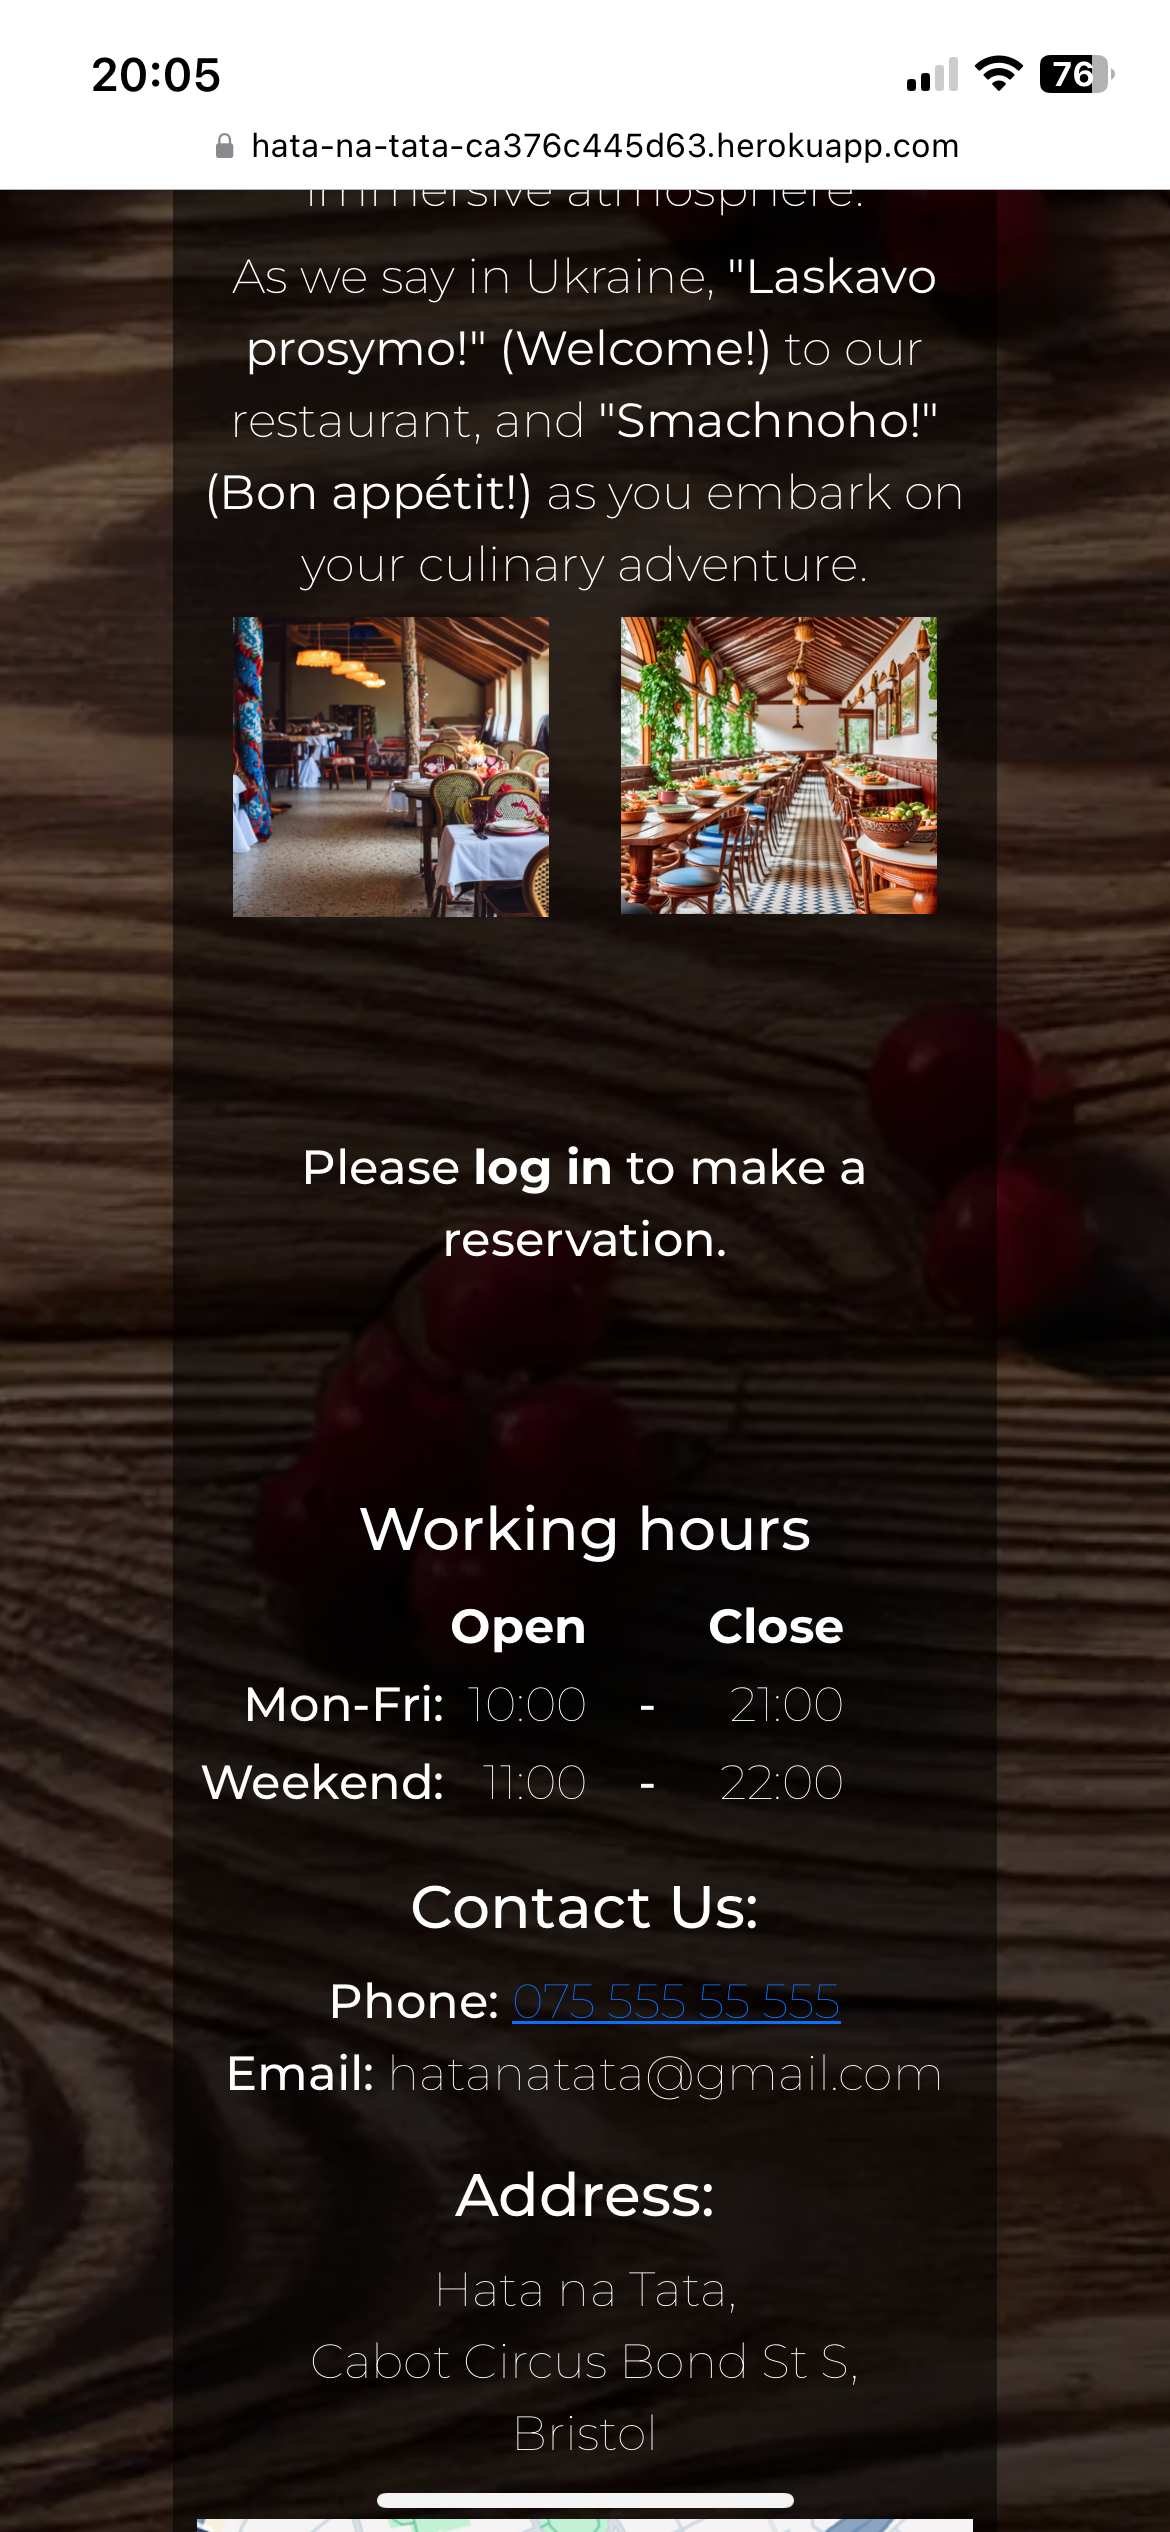 20:05
76
hata-na-tata-ca376c445d63.herokuapp.com
immersive atmosphere.
As we say in Ukraine, "Laskavo
prosymo!" (Welcome!) to our
restaurant, and "Smachnoho!"
(Bon appétit!) as you embark on
your culinary adventure.
Please log in to make a
reservation.
Working hours
Open Close
Mon-Fri: 10:00 - 21:00
Weekend: 11:00 - 22:00
Contact Us:
Phone: 075 555 55 555
Email: hatanatata@gmail.com
Address:
Hata na Tata,
Cabot Circus Bond St S,
Bristol